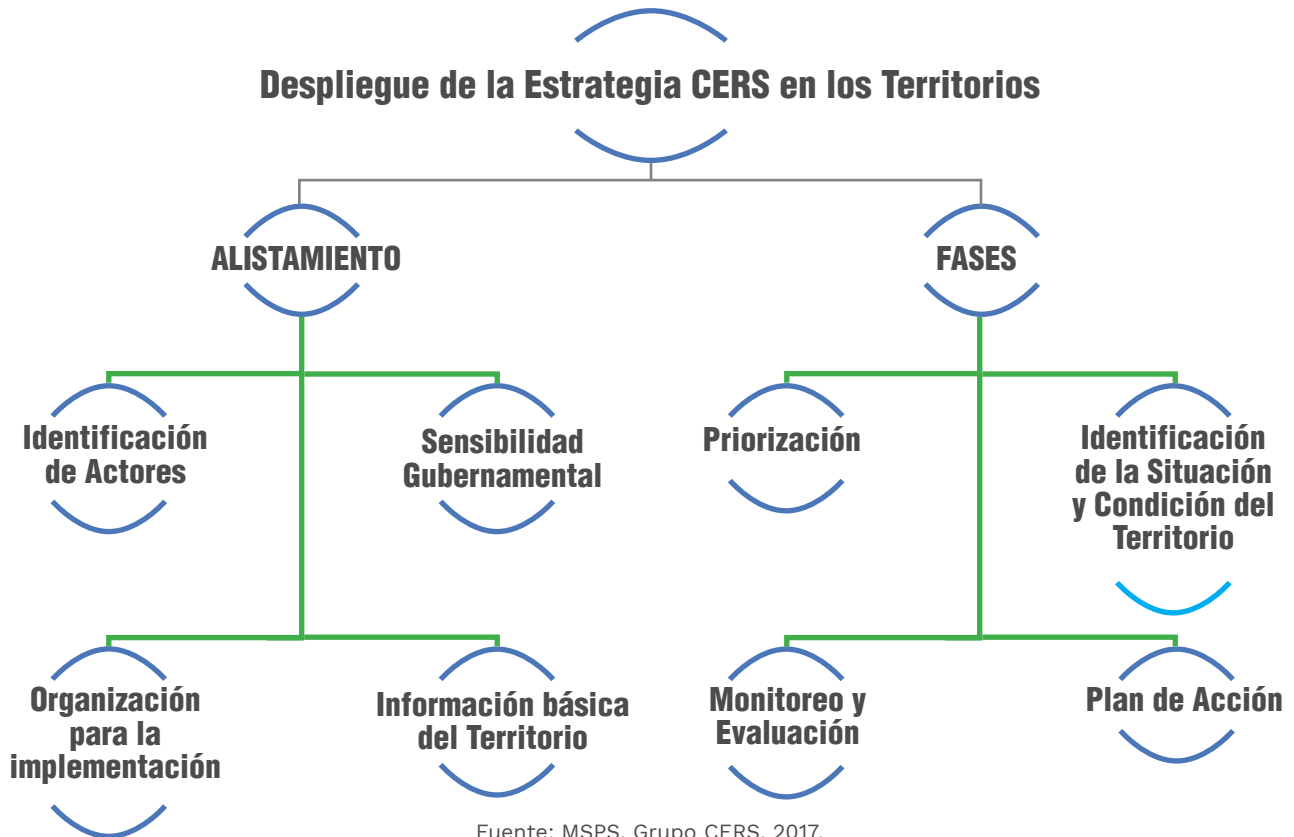 Despliegue de la Estrategia CERS en los Territorios
ALISTAMIENTO
FASES
Identificación
de Actores
Sensibilidad
Gubernamental
Priorización
Identificación
de la Situación
y Condición del
Territorio
Organización
para la
implementación
Información básica
del Territorio
Monitoreo y
Evaluación
Plan de Acción
Fuente: MSPS. Grupo CERS. 2017.